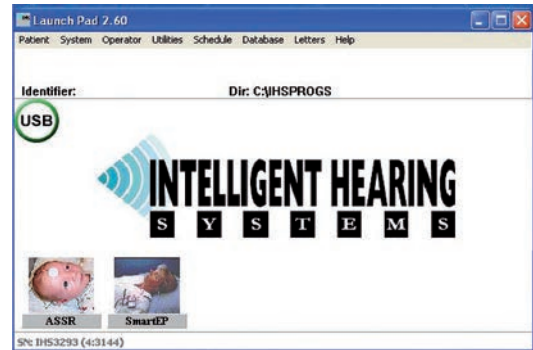 Launch Pad 2.60
Patient System Operator Utilities Schedule Database Letters Help
Identifier: Dir: C:\IHSPROGS
USB
INTELLIGENT HEARING
SYSTEMS
ASSR SmartEP
SN: IHS3293 (4:3144)